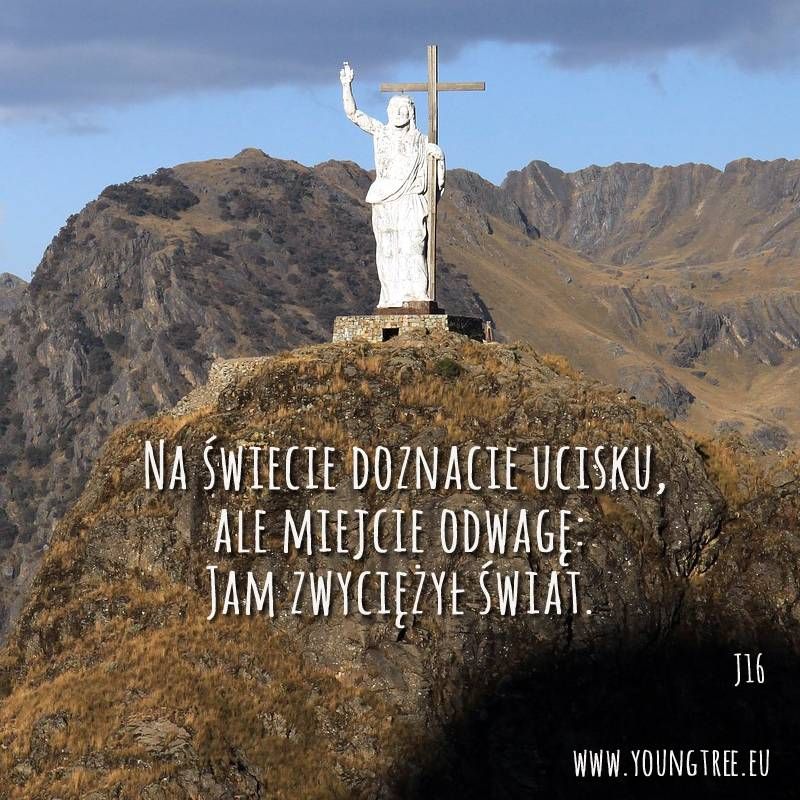 Na świecie doznacie ucisku,
ale miejcie odwagę:
Jam zwyciężył świat.
J16
www.youngtree.eu